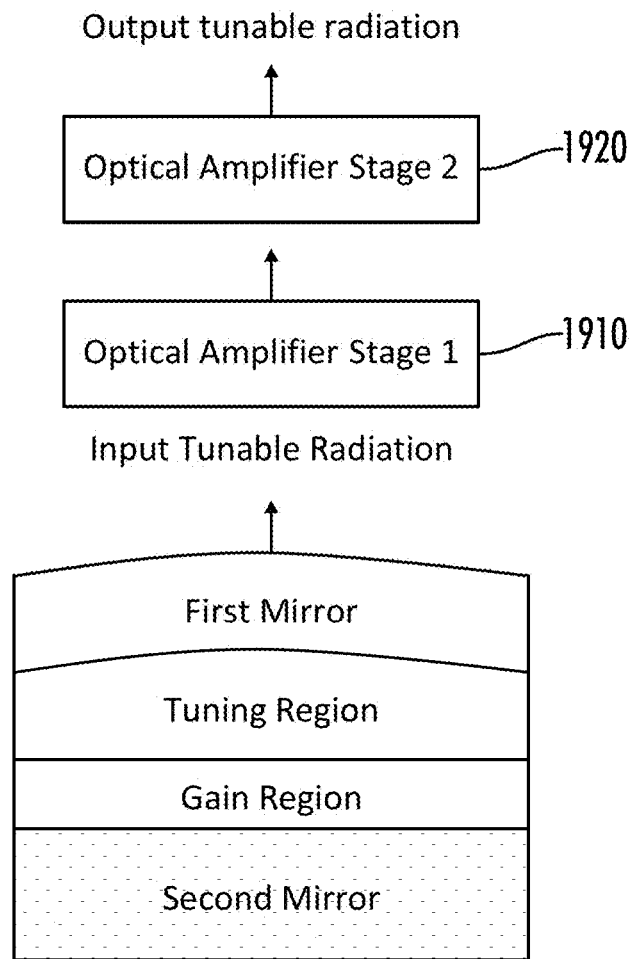 Output tunable radiation
Optical Amplifier Stage 2
1920
Optical Amplifier Stage 1
1910
Input Tunable Radiation
First Mirror
Tuning Region
Gain Region
Second Mirror